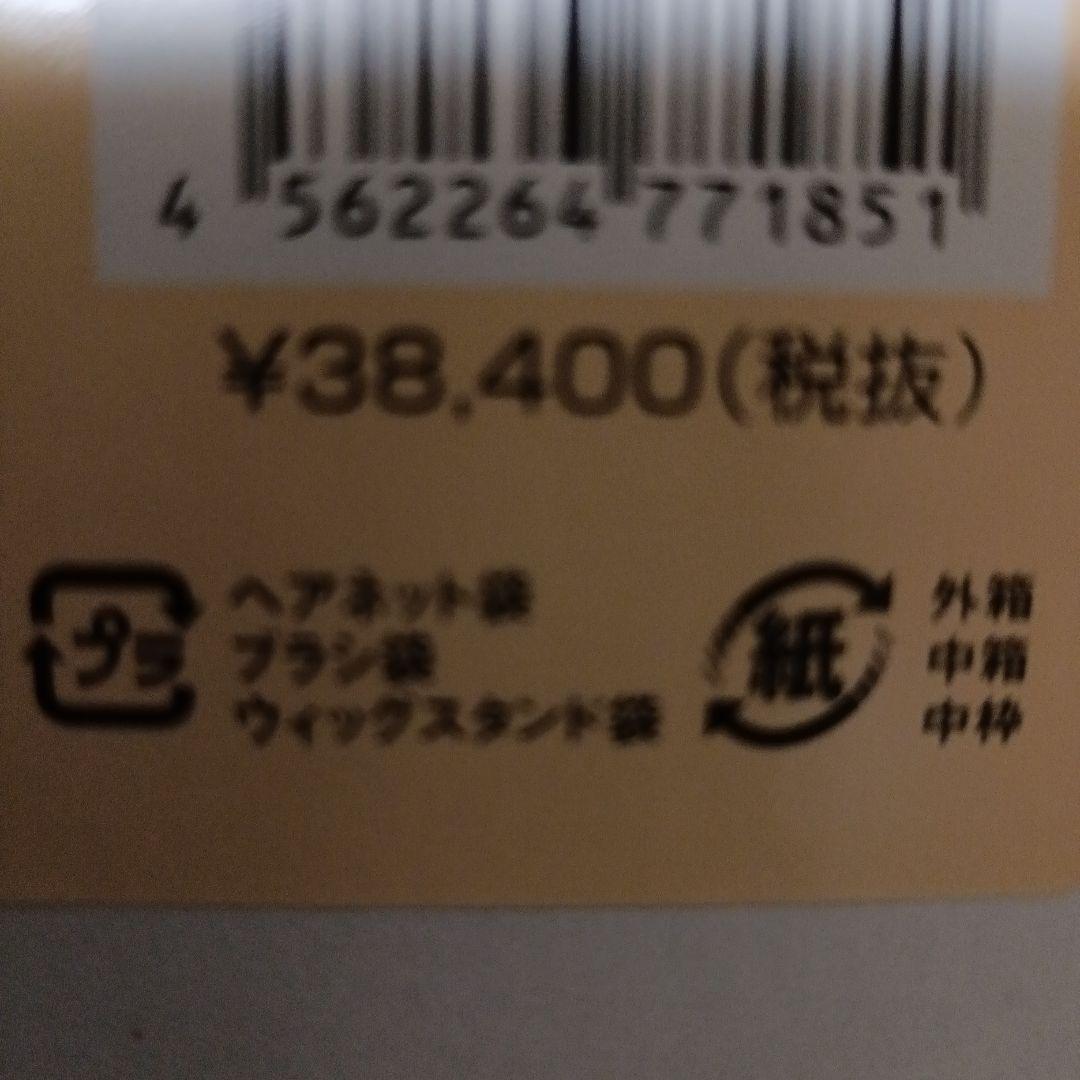 4 562264 771851
¥38,400(税抜)
プラ
ヘアネット袋
ブラシ袋
ウィッグスタンド袋
紙
外箱
中箱
中枠